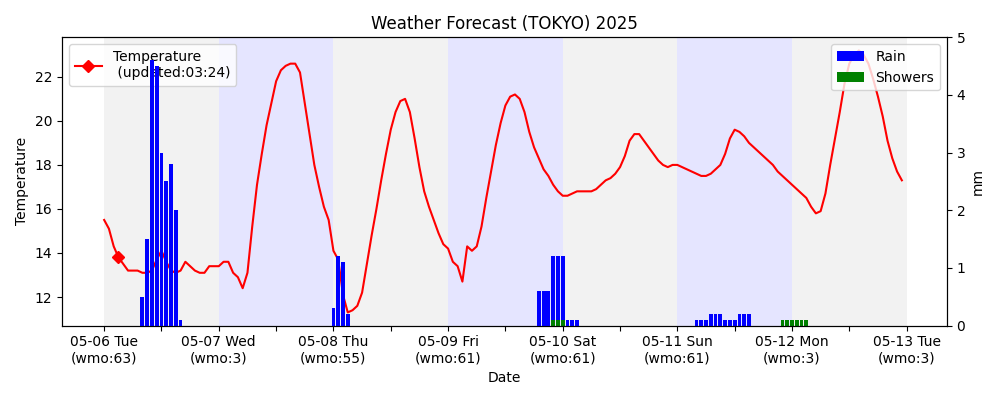 Weather Forecast (TOKYO) 2025
Temperature
(updated:03:24)
Rain
Showers
Temperature
22
20
18
16
14
12
5
4
3
2
1
0
mm
05-06 Tue
(wmo:63)
05-07 Wed
(wmo:3)
05-08 Thu
(wmo:55)
05-09 Fri
(wmo:61)
05-10 Sat
(wmo:61)
05-11 Sun
(wmo:61)
05-12 Mon
(wmo:3)
05-13 Tue
(wmo:3)
Date